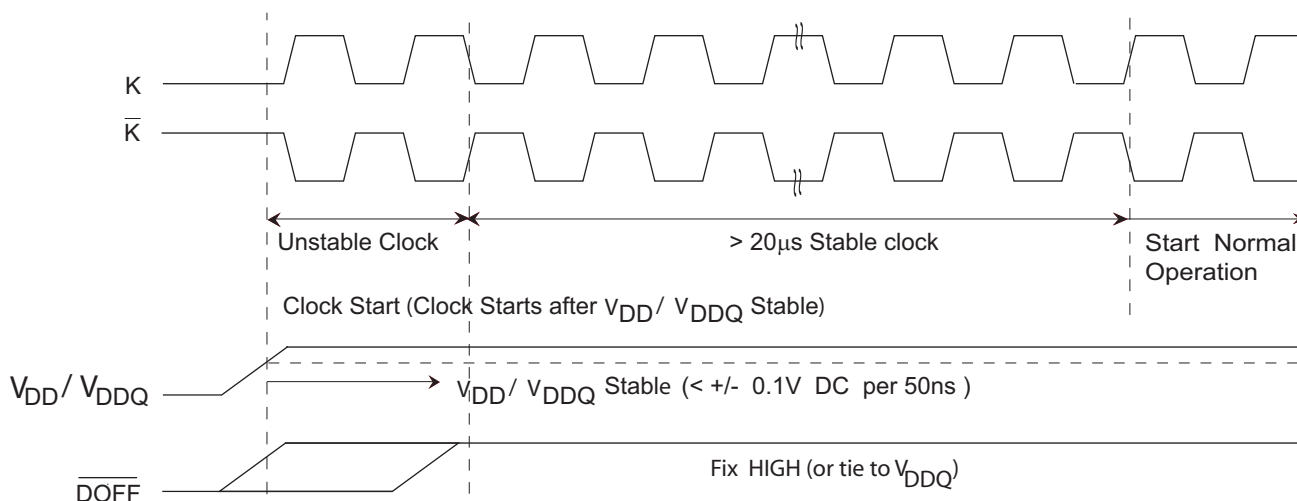 K
K̅
Unstable Clock
> 20μs Stable clock
Start Normal
Operation
Clock Start (Clock Starts after VDD / VDDQ Stable)
VDD / VDDQ
VDD / VDDQ Stable (< +/- 0.1V DC per 50ns )
Fix HIGH (or tie to VDDQ)
DOFF